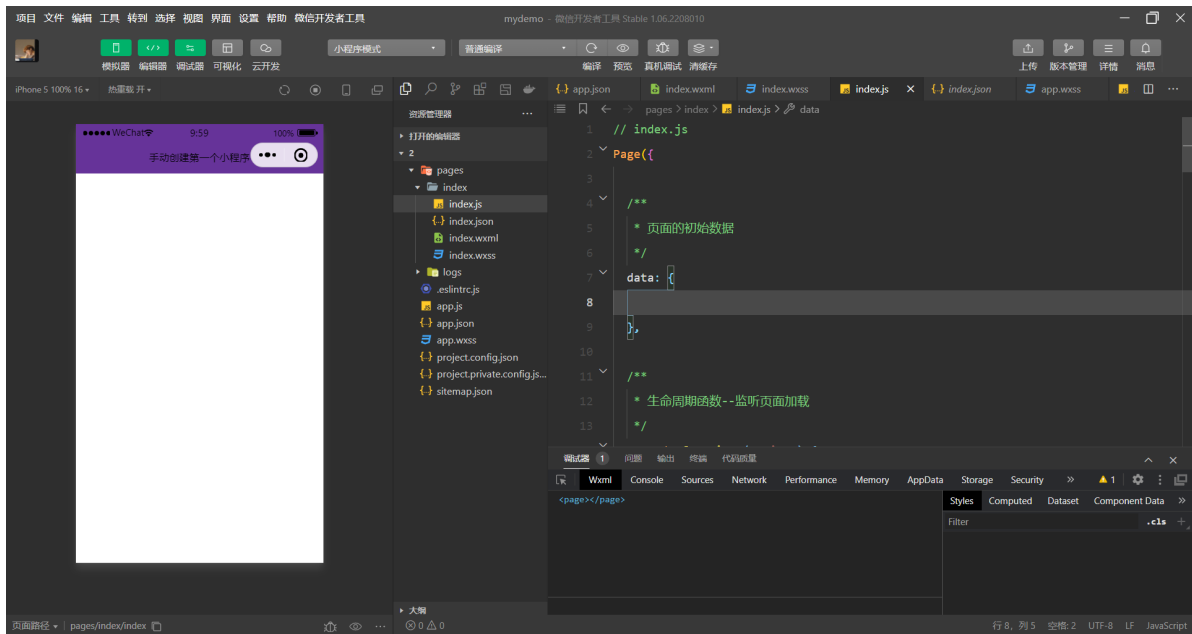 项目 文件 编辑 工具 转到 选择 视图 界面 设置 帮助 微信开发者工具 mydemo - 微信开发者工具 Stable 1.06.2208010
模拟器 编辑器 调试器 可视化 云开发 小程序模式 普通编译 编译 预览 真机调试 清缓存 上传 版本管理 详情 消息
iPhone 5 100% 16 热重载 开
WeChat 9:59 100%
手动创建第一个小程序
资源管理器 ...
打开的编辑器
2
pages
index
index.js
index.json
index.wxml
index.wxss
logs
.eslintrc.js
app.js
app.json
app.wxss
project.config.json
project.private.config.js...
sitemap.json
大纲
app.json index.wxml index.wxss index.js index.json app.wxss
pages > index > index.js > data
1 // index.js
2 Page({
3
4 /**
5 * 页面的初始数据
6 */
7 data: {
8
9 },
10
11 /**
12 * 生命周期函数--监听页面加载
13 */
调试器 1 问题 输出 终端 代码质量
Wxml Console Sources Network Performance Memory AppData Storage Security » 1
<page></page>
Styles Computed Dataset Component Data »
Filter .cls +
页面路径 pages/index/index 0 0 行 8，列 5 空格: 2 UTF-8 LF JavaScript